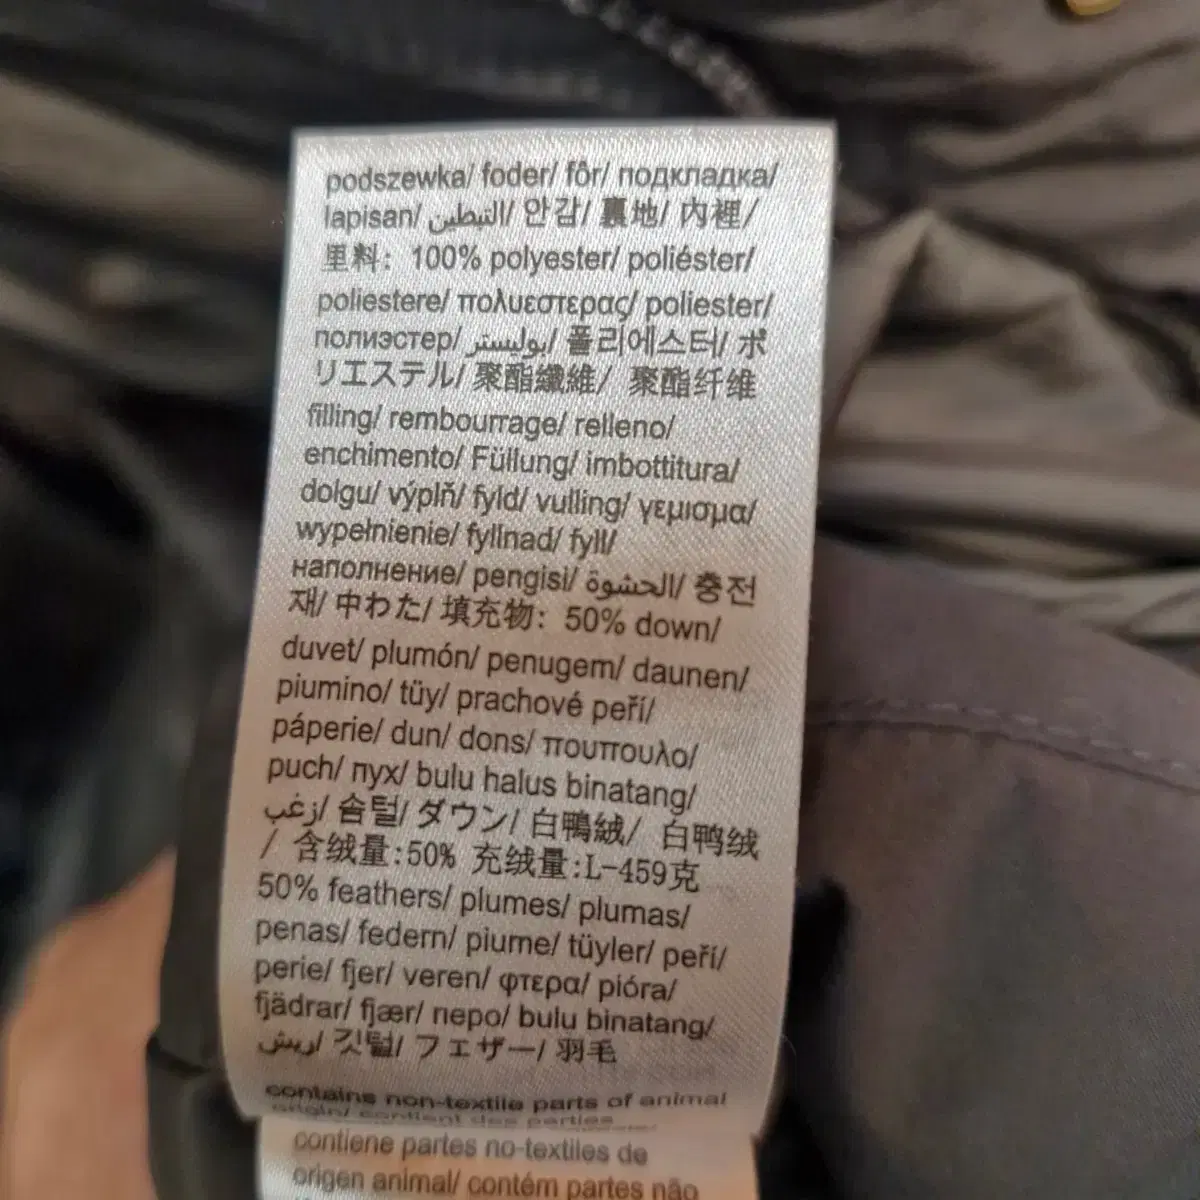 podszewka/ foder/ fôr/ подкладка/
lapisan/ التبطين/ 안감/ 裏地/ 內裡/
里料: 100% polyester/ poliéster/
poliestere/ πολυεστερας/ poliester/
полиэстер/ بوليستر/ 폴리에스터/ ポ
リエステル/ 聚酯纖維/ 聚酯纤维
filling/ rembourrage/ relleno/
enchimento/ Füllung/ imbottitura/
dolgu/ výplň/ fyld/ vulling/ γεμισμα/
wypełnienie/ fyllnad/ fyll/
наполнение/ pengisi/ الحشوة/ 충전
재/ 中わた/ 填充物: 50% down/
duvet/ plumón/ penugem/ daunen/
piumino/ tüy/ prachové peří/
páperie/ dun/ dons/ πουπουλο/
puch/ пух/ bulu halus binatang/
زغب/ 솜털/ ダウン/ 白鴨絨/ 白鸭绒
/ 含绒量:50% 充绒量:L-459克
50% feathers/ plumes/ plumas/
penas/ federn/ piume/ tüyler/ peří/
perie/ fjer/ veren/ φτερα/ pióra/
fjädrar/ fjær/ перо/ bulu binatang/
ريش/ 깃털/ フェザー/ 羽毛
contains non-textile parts of animal
origin/ contient des parties
contiene partes no-textiles de
origen animal/ contém partes não